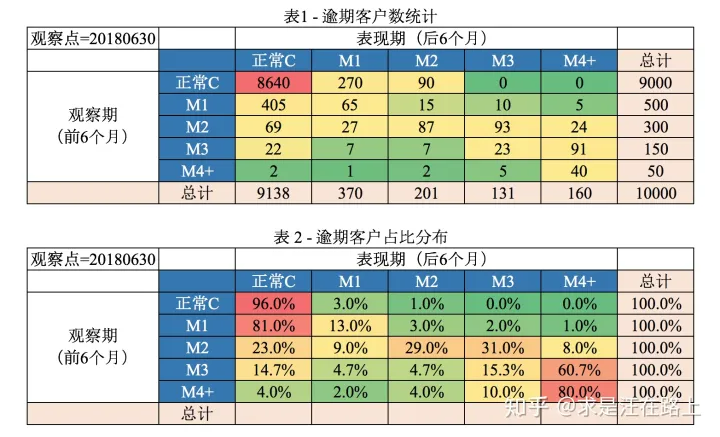 表1 - 逾期客户数统计
观察点=20180630 表现期（后6个月）
正常C M1 M2 M3 M4+ 总计
观察期
（前6个月）
正常C 8640 270 90 0 0 9000
M1 405 65 15 10 5 500
M2 69 27 87 93 24 300
M3 22 7 7 23 91 150
M4+ 2 1 2 5 40 50
总计 9138 370 201 131 160 10000
表 2 - 逾期客户占比分布
观察点=20180630 表现期（后6个月）
正常C M1 M2 M3 M4+ 总计
观察期
（前6个月）
正常C 96.0% 3.0% 1.0% 0.0% 0.0% 100.0%
M1 81.0% 13.0% 3.0% 2.0% 1.0% 100.0%
M2 23.0% 9.0% 29.0% 31.0% 8.0% 100.0%
M3 14.7% 4.7% 4.7% 15.3% 60.7% 100.0%
M4+ 4.0% 2.0% 4.0% 10.0% 80.0% 100.0%
总计
知乎 @求是汪在路上